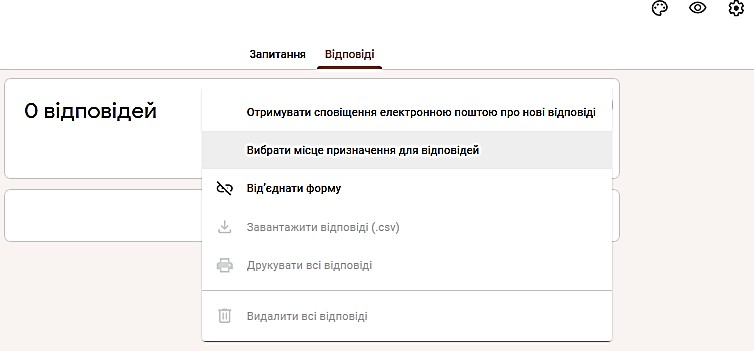 Запитання Відповіді
0 відповідей
Отримувати сповіщення електронною поштою про нові відповіді
Вибрати місце призначення для відповідей
Від’єднати форму
Завантажити відповіді (.csv)
Друкувати всі відповіді
Видалити всі відповіді